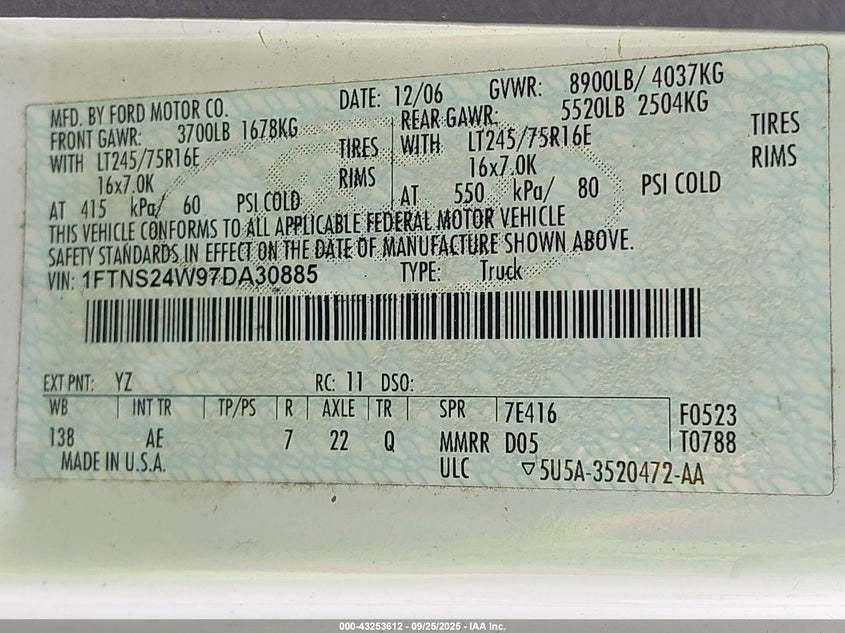 MFD. BY FORD MOTOR CO. DATE: 12/06 GVWR: 8900LB/ 4037KG
FRONT GAWR: 3700LB 1678KG REAR GAWR: 5520LB 2504KG
WITH LT245/75R16E TIRES WITH LT245/75R16E TIRES
16x7.0K RIMS 16x7.0K RIMS
AT 415 kPa/ 60 PSI COLD AT 550 kPa/ 80 PSI COLD
THIS VEHICLE CONFORMS TO ALL APPLICABLE FEDERAL MOTOR VEHICLE
SAFETY STANDARDS IN EFFECT ON THE DATE OF MANUFACTURE SHOWN ABOVE.
VIN: 1FTNS24W97DA30885 TYPE: Truck
EXT PNT: YZ RC: 11 DSO:
WB INT TR TP/PS R AXLE TR SPR 7E416 F0523
138 AE 7 22 Q MMRR D05 T0788
MADE IN U.S.A. ULC ▽5U5A-3520472-AA
000-43253612 - 09/25/2025 - IAA Inc.